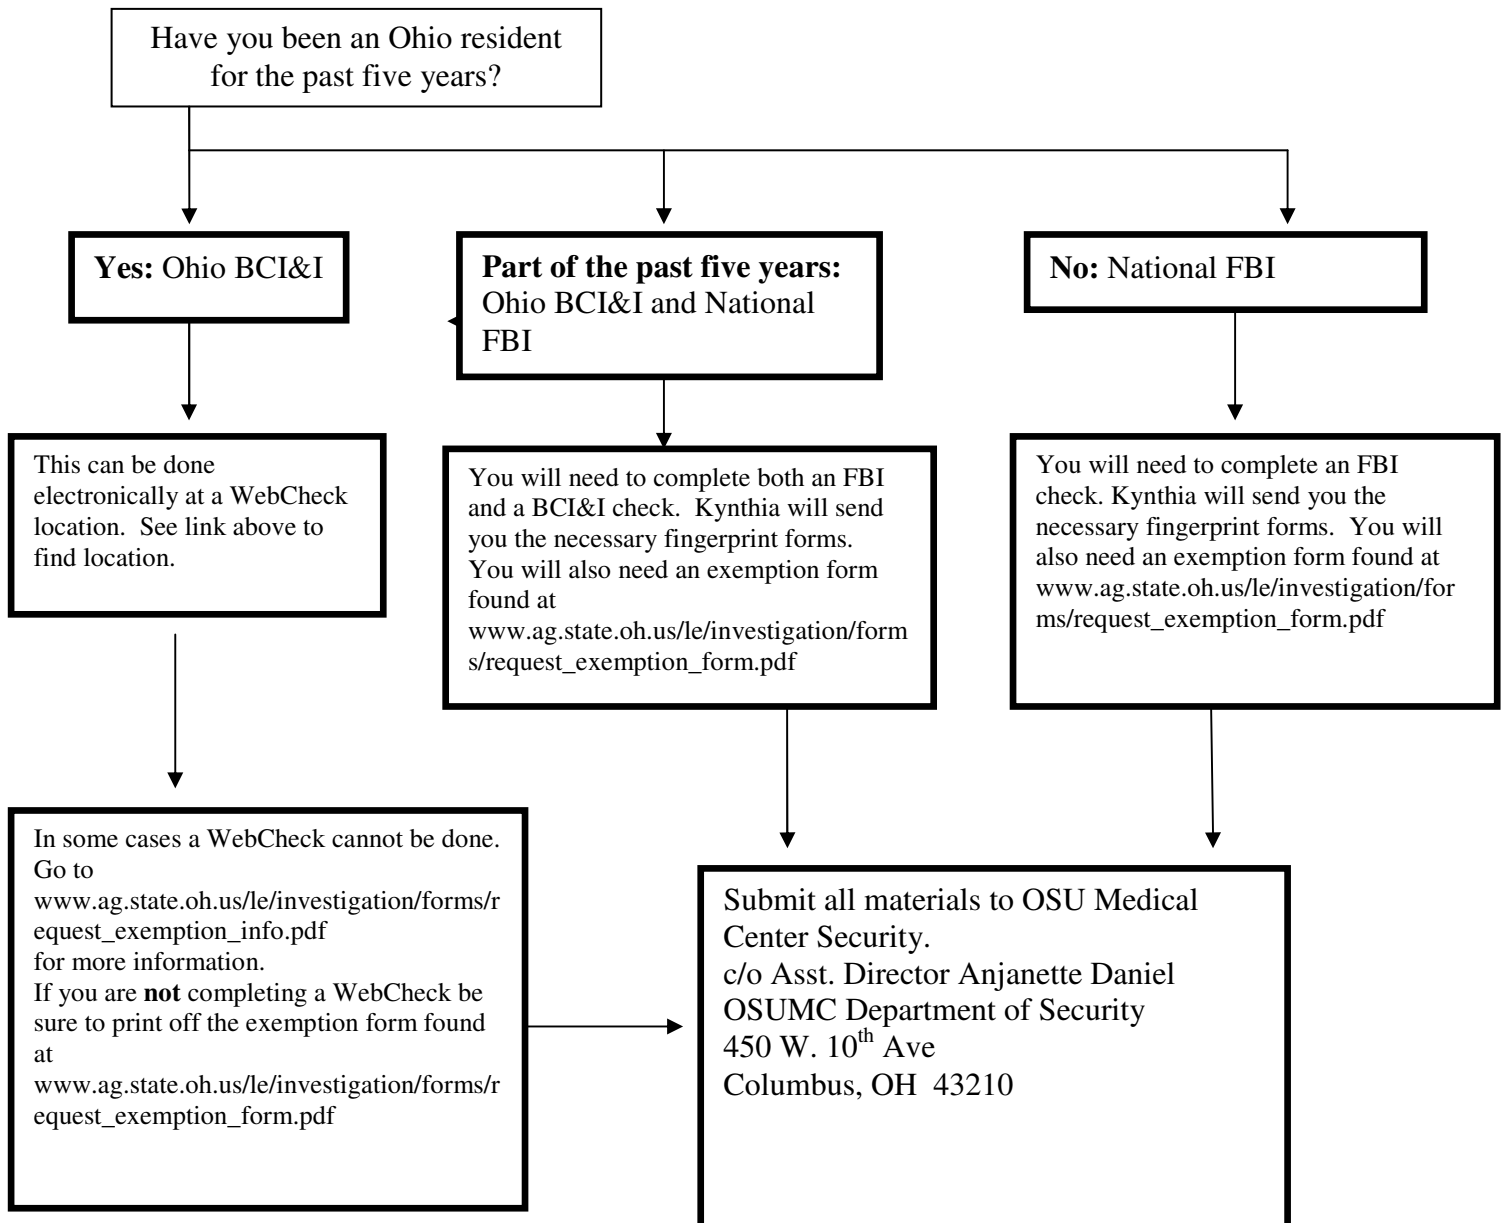 Have you been an Ohio resident
for the past five years?
Yes: Ohio BCI&I
Part of the past five years:
Ohio BCI&I and National
FBI
No: National FBI
This can be done
electronically at a WebCheck
location.  See link above to
find location.
You will need to complete both an FBI
and a BCI&I check.  Kynthia will send
you the necessary fingerprint forms.
You will also need an exemption form
found at
www.ag.state.oh.us/le/investigation/form
s/request_exemption_form.pdf
You will need to complete an FBI
check. Kynthia will send you the
necessary fingerprint forms.  You will
also need an exemption form found at
www.ag.state.oh.us/le/investigation/for
ms/request_exemption_form.pdf
In some cases a WebCheck cannot be done.
Go to
www.ag.state.oh.us/le/investigation/forms/r
equest_exemption_info.pdf
for more information.
If you are not completing a WebCheck be
sure to print off the exemption form found
at
www.ag.state.oh.us/le/investigation/forms/r
equest_exemption_form.pdf
Submit all materials to OSU Medical
Center Security.
c/o Asst. Director Anjanette Daniel
OSUMC Department of Security
450 W. 10th Ave
Columbus, OH  43210